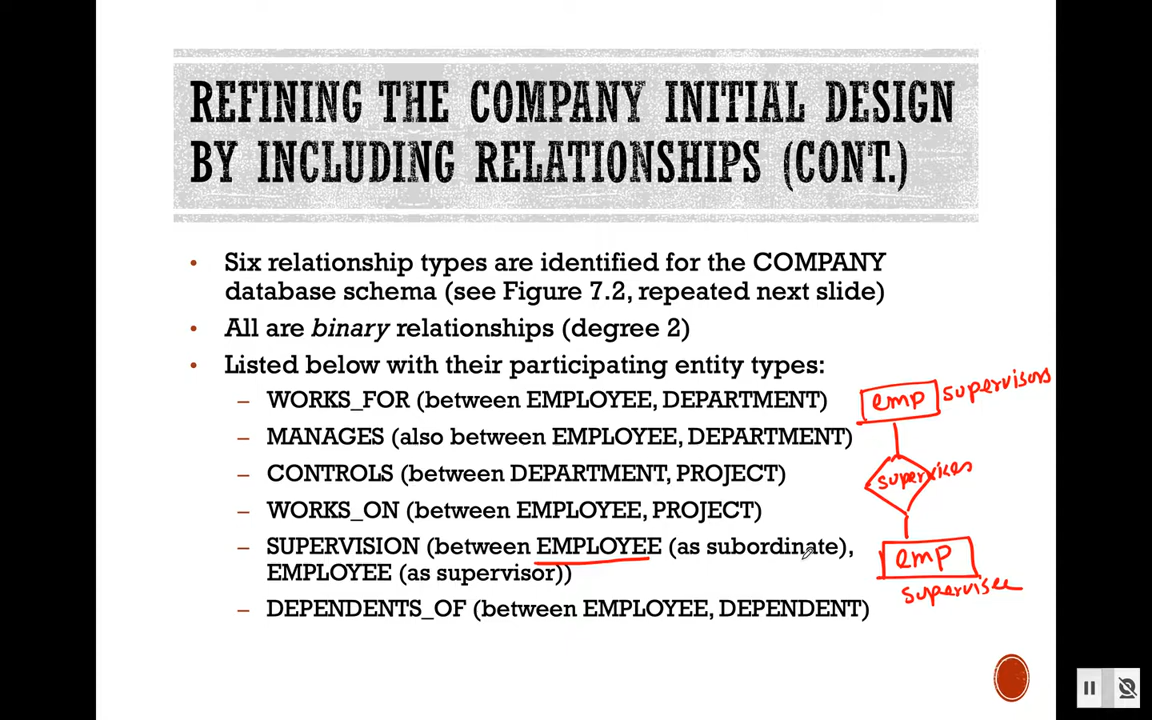 REFINING THE COMPANY INITIAL DESIGN
BY INCLUDING RELATIONSHIPS (CONT.)
• Six relationship types are identified for the COMPANY
database schema (see Figure 7.2, repeated next slide)
• All are binary relationships (degree 2)
• Listed below with their participating entity types:
– WORKS_FOR (between EMPLOYEE, DEPARTMENT)
– MANAGES (also between EMPLOYEE, DEPARTMENT)
– CONTROLS (between DEPARTMENT, PROJECT)
– WORKS_ON (between EMPLOYEE, PROJECT)
– SUPERVISION (between EMPLOYEE (as subordinate),
EMPLOYEE (as supervisor))
– DEPENDENTS_OF (between EMPLOYEE, DEPENDENT)
emp supervisors
supervises
emp
supervisee